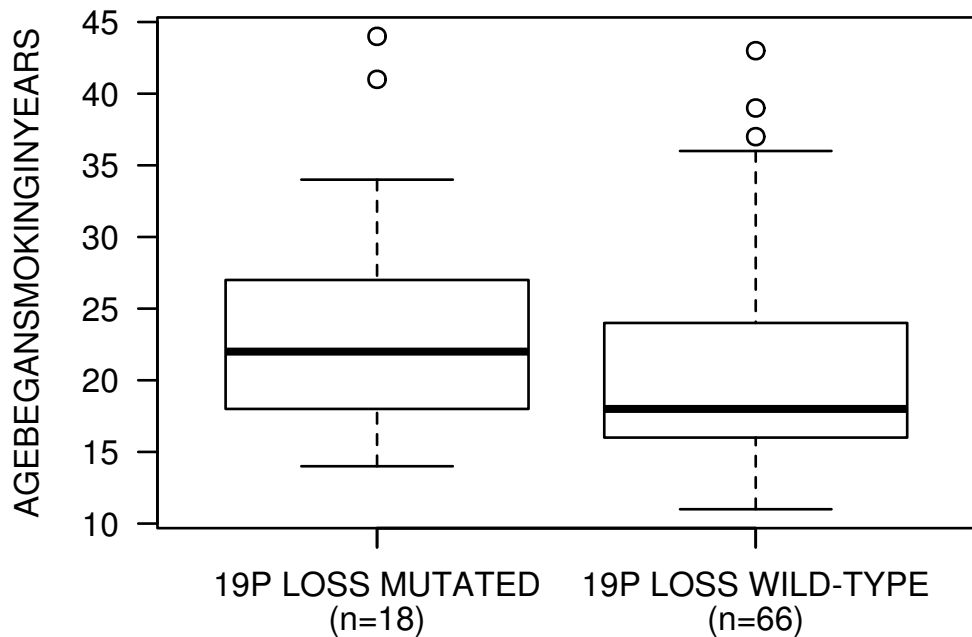 AGEBEGANSMOKINGINYEARS
45
40
35
30
25
20
15
10
19P LOSS MUTATED
(n=18)
19P LOSS WILD-TYPE
(n=66)